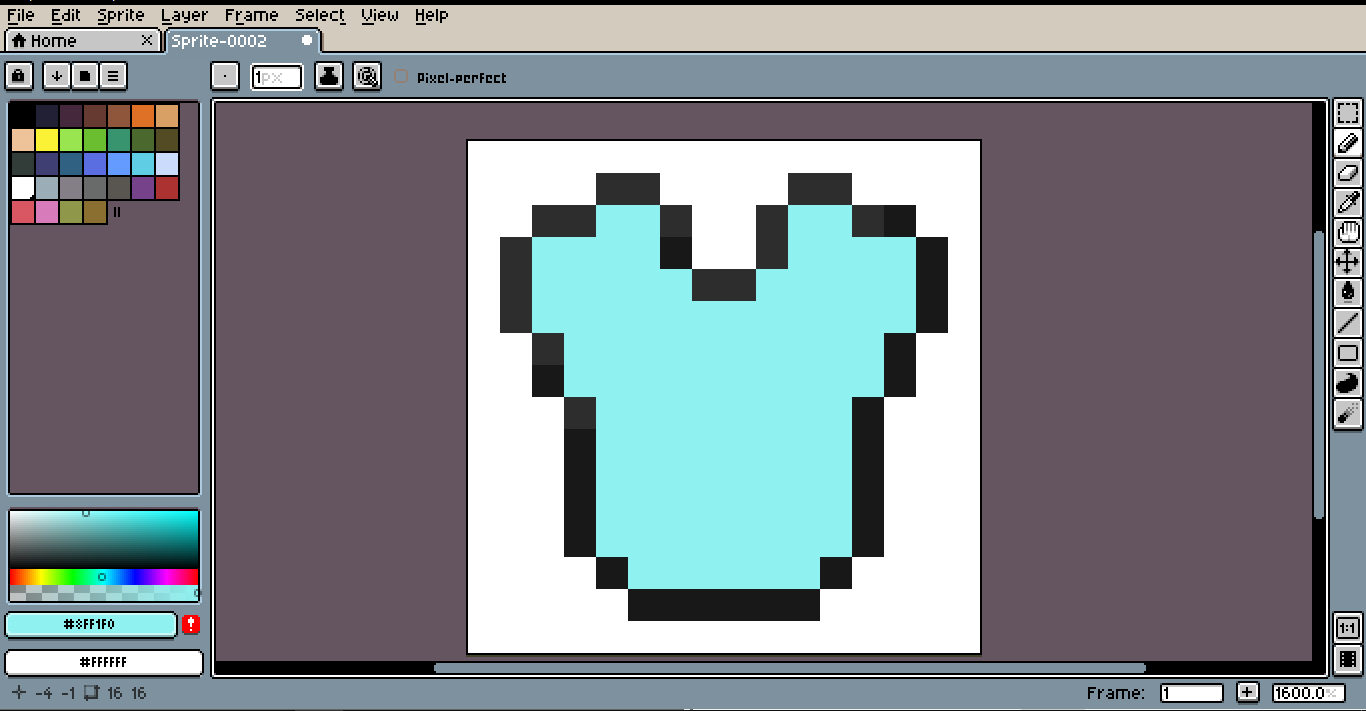 File Edit Sprite Layer Frame Select View Help
Home Sprite-0002
1px Pixel-perfect
#8FF1F0
#FFFFFF
1:1
-4 -1 16 16 Frame: 1 + 1600.0%